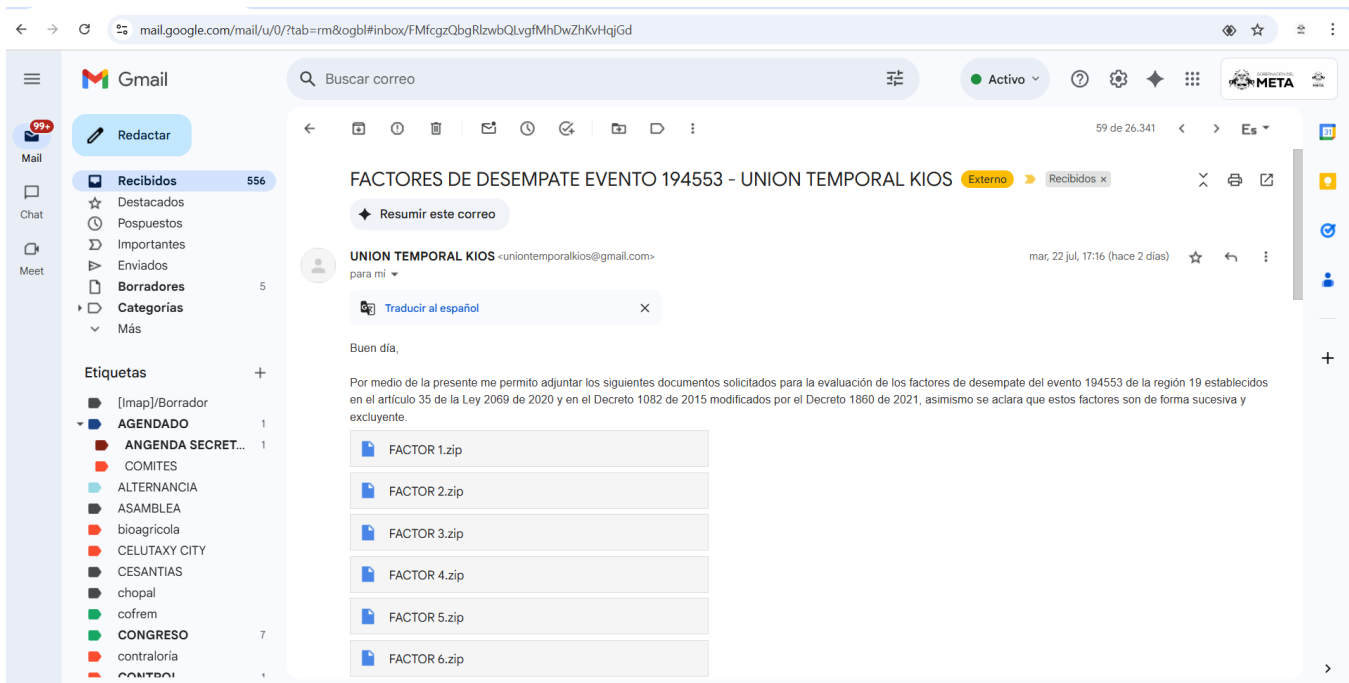 mail.google.com/mail/u/0/?tab=rm&ogbl#inbox/FMfcgzQbgRlzwbQLvgfMhDwZhKvHqjGd
Gmail
Buscar correo
Activo
GOBERNACIÓN DEL
META
99+
Mail
Chat
Meet
Redactar
Recibidos 556
Destacados
Pospuestos
Importantes
Enviados
Borradores 5
Categorías
Más
Etiquetas
[Imap]/Borrador
AGENDADO 1
ANGENDA SECRET... 1
COMITES
ALTERNANCIA
ASAMBLEA
bioagricola
CELUTAXY CITY
CESANTIAS
chopal
cofrem
CONGRESO 7
contraloría
CONTROL 1
59 de 26.341
Es
FACTORES DE DESEMPATE EVENTO 194553 - UNION TEMPORAL KIOS Externo Recibidos x
Resumir este correo
UNION TEMPORAL KIOS <uniontemporalkios@gmail.com> mar, 22 jul, 17:16 (hace 2 días)
para mí
Traducir al español
Buen día,
Por medio de la presente me permito adjuntar los siguientes documentos solicitados para la evaluación de los factores de desempate del evento 194553 de la región 19 establecidos
en el artículo 35 de la Ley 2069 de 2020 y en el Decreto 1082 de 2015 modificados por el Decreto 1860 de 2021, asimismo se aclara que estos factores son de forma sucesiva y
excluyente.
FACTOR 1.zip
FACTOR 2.zip
FACTOR 3.zip
FACTOR 4.zip
FACTOR 5.zip
FACTOR 6.zip
31